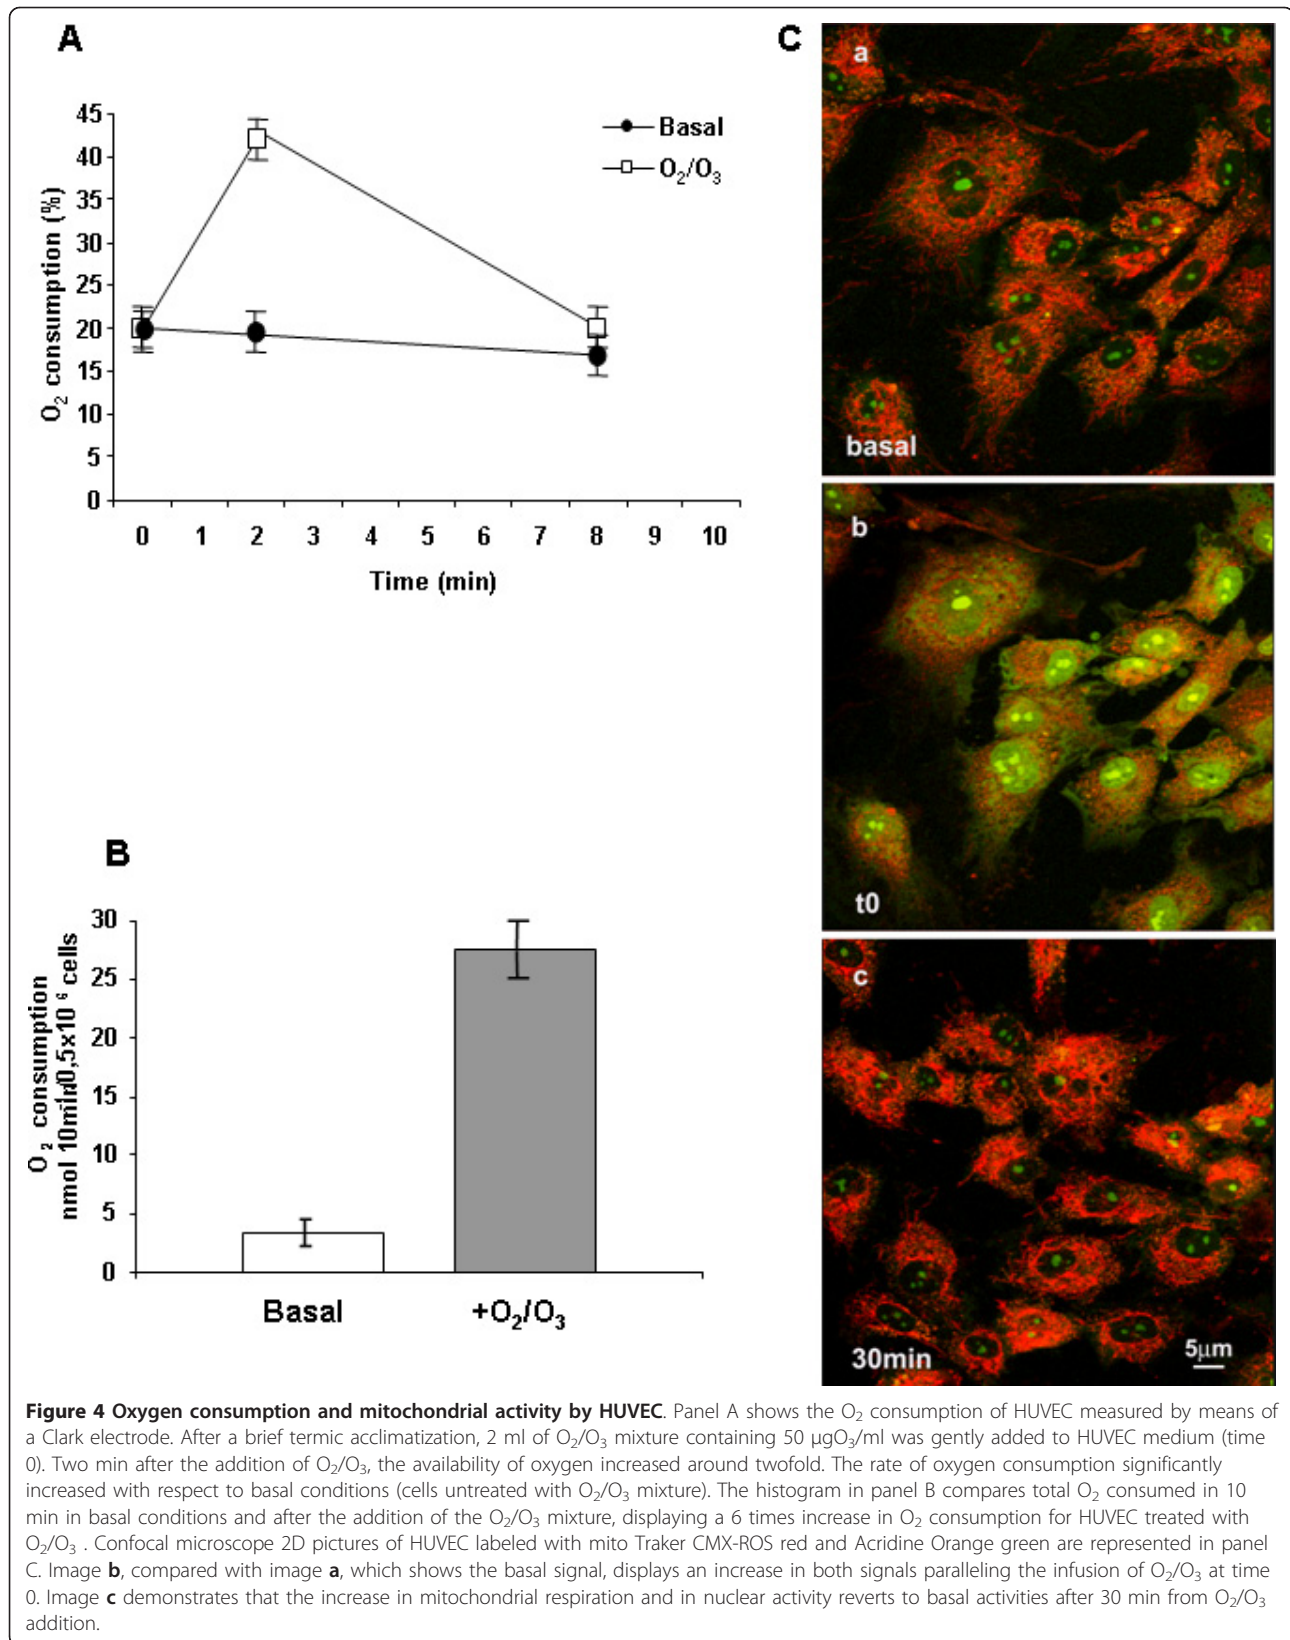 A
45
40
35
30
25
20
15
10
5
0
O2 consumption (%)
Basal
O2/O3
0 1 2 3 4 5 6 7 8 9 10
Time (min)
B
30
25
20
15
10
5
0
O2 consumption
nmol 10min/0,5x10 6 cells
Basal
+O2/O3
C
a
basal
b
t0
c
30min
5μm
Figure 4 Oxygen consumption and mitochondrial activity by HUVEC. Panel A shows the O2 consumption of HUVEC measured by means of
a Clark electrode. After a brief termic acclimatization, 2 ml of O2/O3 mixture containing 50 μgO3/ml was gently added to HUVEC medium (time
0). Two min after the addition of O2/O3, the availability of oxygen increased around twofold. The rate of oxygen consumption significantly
increased with respect to basal conditions (cells untreated with O2/O3 mixture). The histogram in panel B compares total O2 consumed in 10
min in basal conditions and after the addition of the O2/O3 mixture, displaying a 6 times increase in O2 consumption for HUVEC treated with
O2/O3 . Confocal microscope 2D pictures of HUVEC labeled with mito Traker CMX-ROS red and Acridine Orange green are represented in panel
C. Image b, compared with image a, which shows the basal signal, displays an increase in both signals paralleling the infusion of O2/O3 at time
0. Image c demonstrates that the increase in mitochondrial respiration and in nuclear activity reverts to basal activities after 30 min from O2/O3
addition.